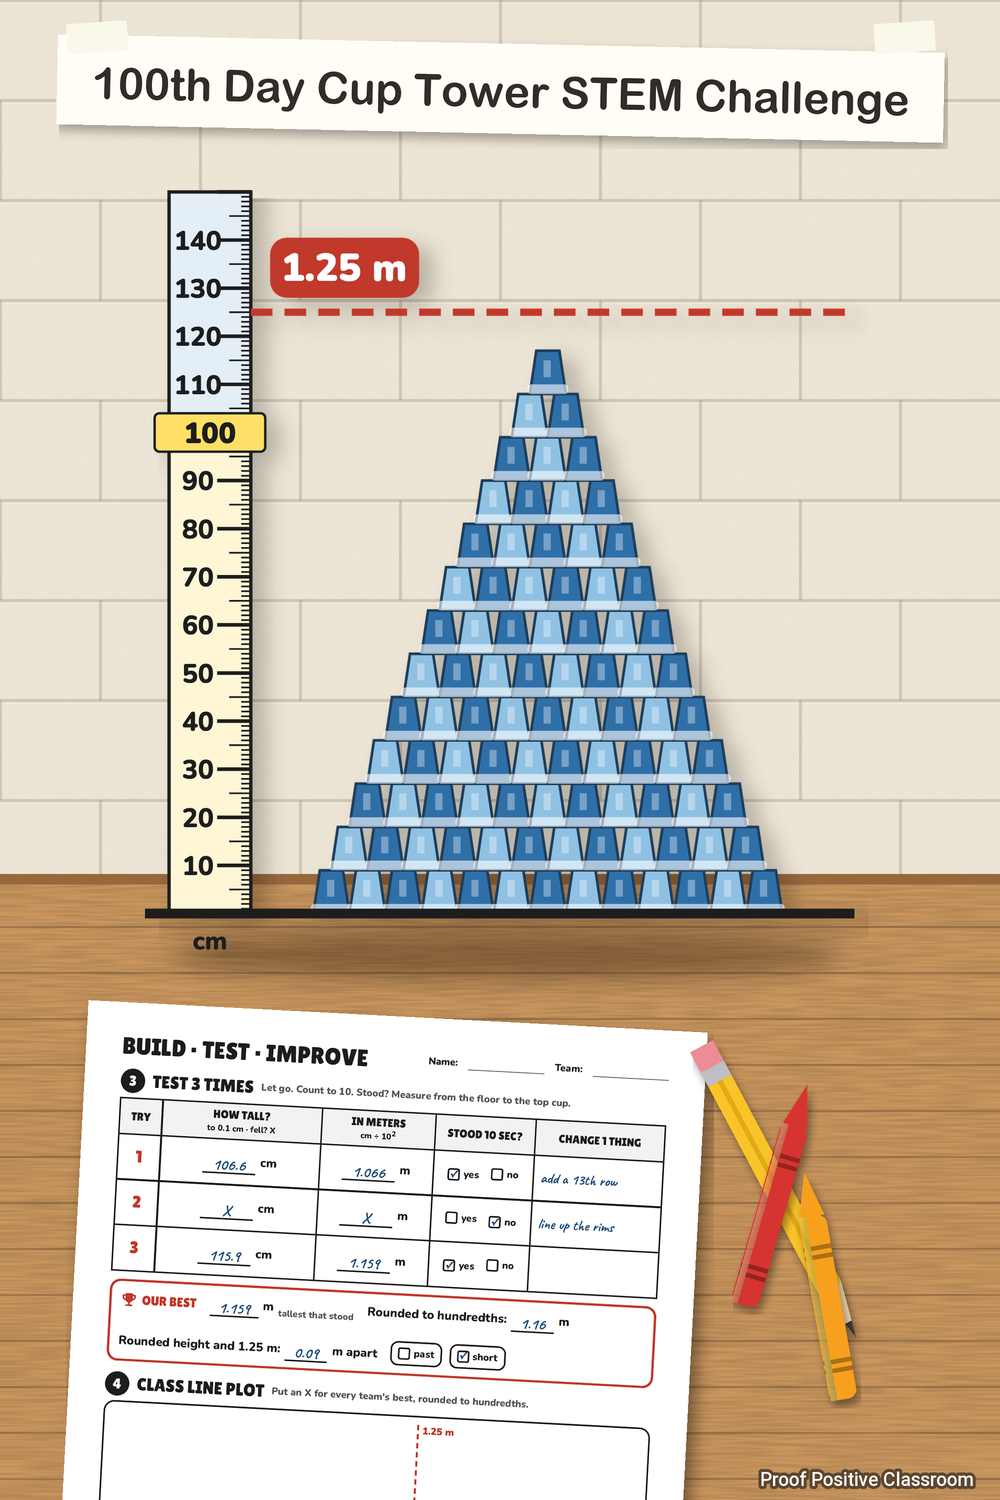 100th Day Cup Tower STEM Challenge
140
1.25 m
130
120
110
100
90
80
70
60
50
40
30
20
10
cm
BUILD · TEST · IMPROVE Name: Team:
3 TEST 3 TIMES Let go. Count to 10. Stood? Measure from the floor to the top cup.
TRY HOW TALL? IN METERS STOOD 10 SEC? CHANGE 1 THING
to 0.1 cm · fell? X cm ÷ 10²
1 106.6 cm 1.066 m yes no add a 13th row
2 X cm X m yes no line up the rims
3 115.9 cm 1.159 m yes no
OUR BEST 1.159 m tallest that stood Rounded to hundredths: 1.16 m
Rounded height and 1.25 m: 0.09 m apart past short
4 CLASS LINE PLOT Put an X for every team's best, rounded to hundredths.
1.25 m
Proof Positive Classroom